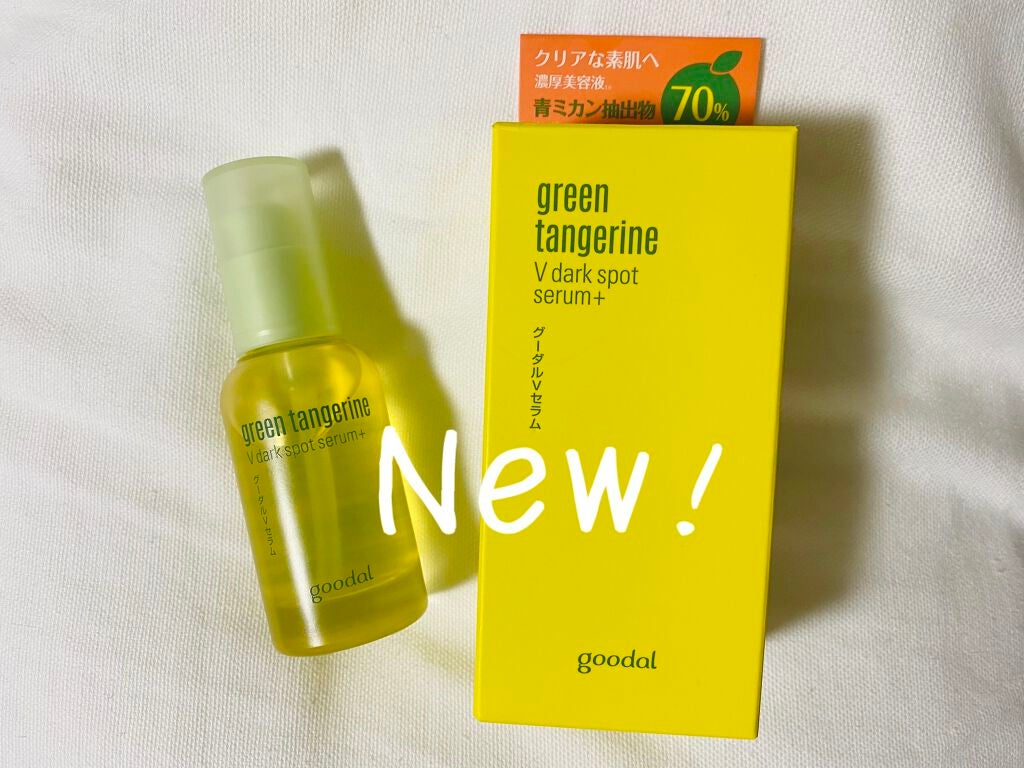 クリアな素肌へ
濃厚美容液
青ミカン抽出物
70%
green
tangerine
V dark spot
serum+
グーダルVセラム
goodal
green tangerine
V dark spot serum+
グーダルVセラム
goodal
New!